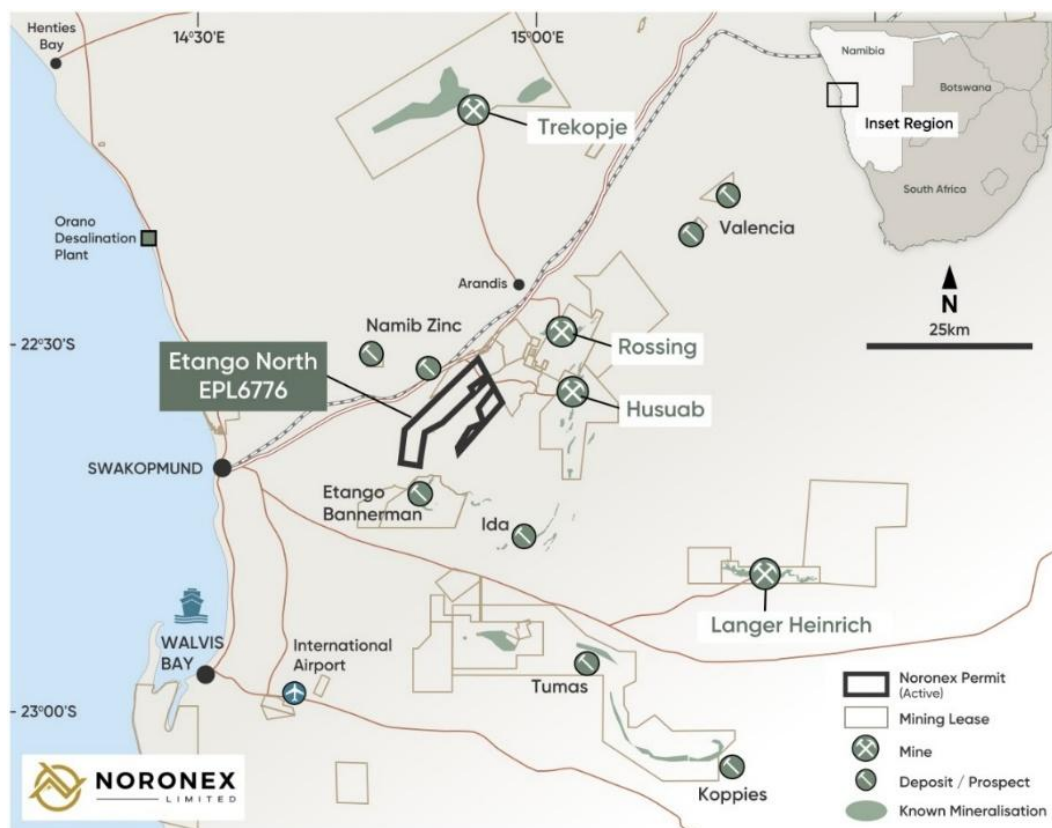 14°30'E
15°00'E
Henties
Bay
Namibia
Botswana
Inset Region
South Africa
Trekopje
Orano
Desalination
Plant
Valencia
Arandis
N
25km
Namib Zinc
22°30'S
Rossing
Etango North
EPL6776
Husuab
SWAKOPMUND
Etango
Bannerman
Ida
Langer Heinrich
WALVIS
BAY
International
Airport
Tumas
23°00'S
Koppies
Noronex Permit
(Active)
Mining Lease
Mine
Deposit / Prospect
Known Mineralisation
NORONEX
LIMITED